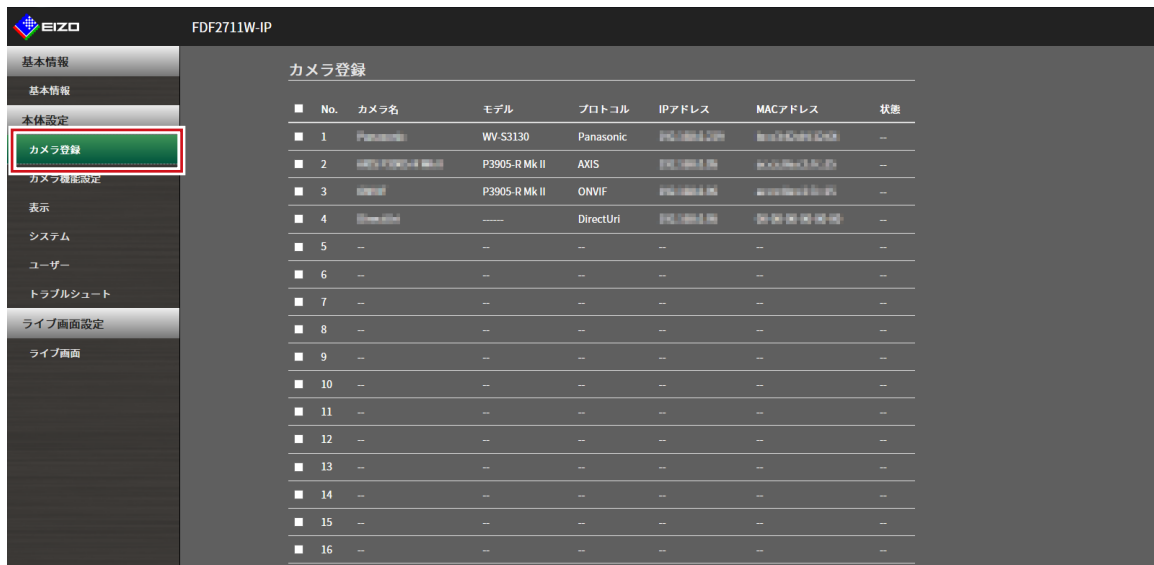 EIZO
FDF2711W-IP
基本情報
基本情報
本体設定
カメラ登録
カメラ機能設定
表示
システム
ユーザー
トラブルシュート
ライブ画面設定
ライブ画面
カメラ登録
No. カメラ名 モデル プロトコル IPアドレス MACアドレス 状態
1 WV-S3130 Panasonic --
2 P3905-R Mk II AXIS --
3 P3905-R Mk II ONVIF --
4 ------ DirectUri --
5 -- -- -- -- -- --
6 -- -- -- -- -- --
7 -- -- -- -- -- --
8 -- -- -- -- -- --
9 -- -- -- -- -- --
10 -- -- -- -- -- --
11 -- -- -- -- -- --
12 -- -- -- -- -- --
13 -- -- -- -- -- --
14 -- -- -- -- -- --
15 -- -- -- -- -- --
16 -- -- -- -- -- --